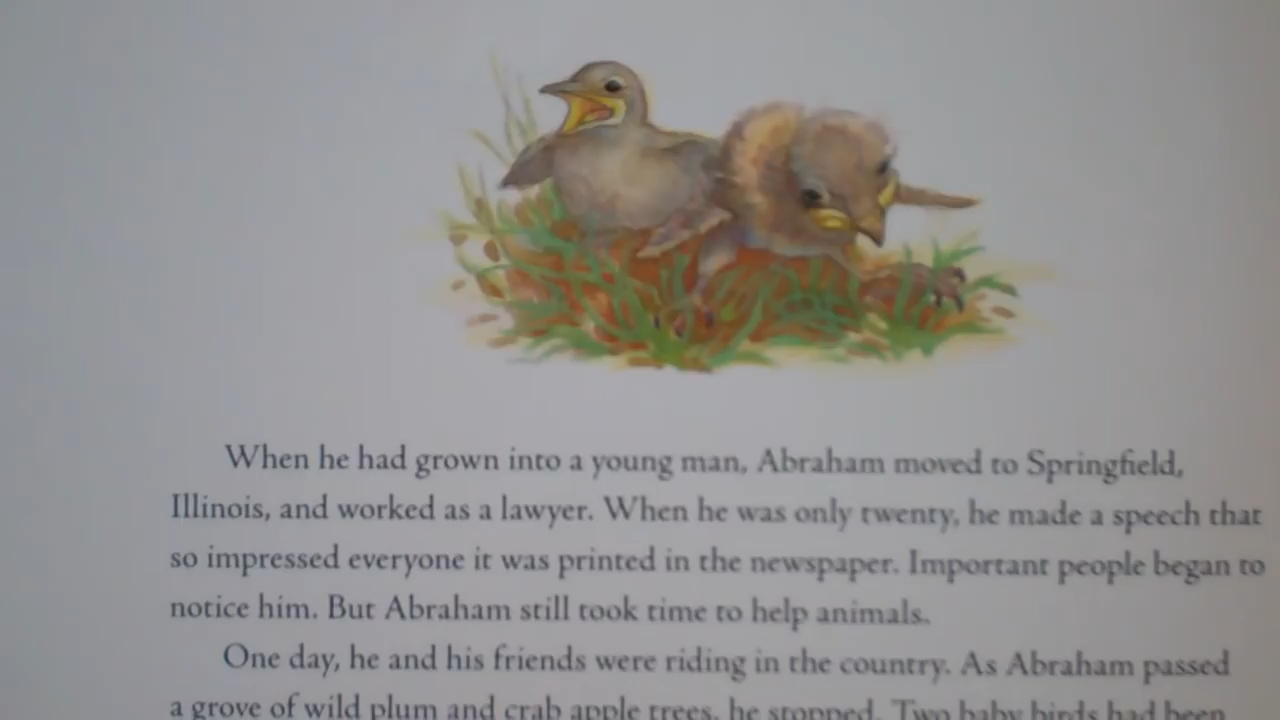 When he had grown into a young man, Abraham moved to Springfield,
Illinois, and worked as a lawyer. When he was only twenty, he made a speech that
so impressed everyone it was printed in the newspaper. Important people began to
notice him. But Abraham still took time to help animals.
One day, he and his friends were riding in the country. As Abraham passed
a grove of wild plum and crab apple trees, he stopped. Two baby birds had been